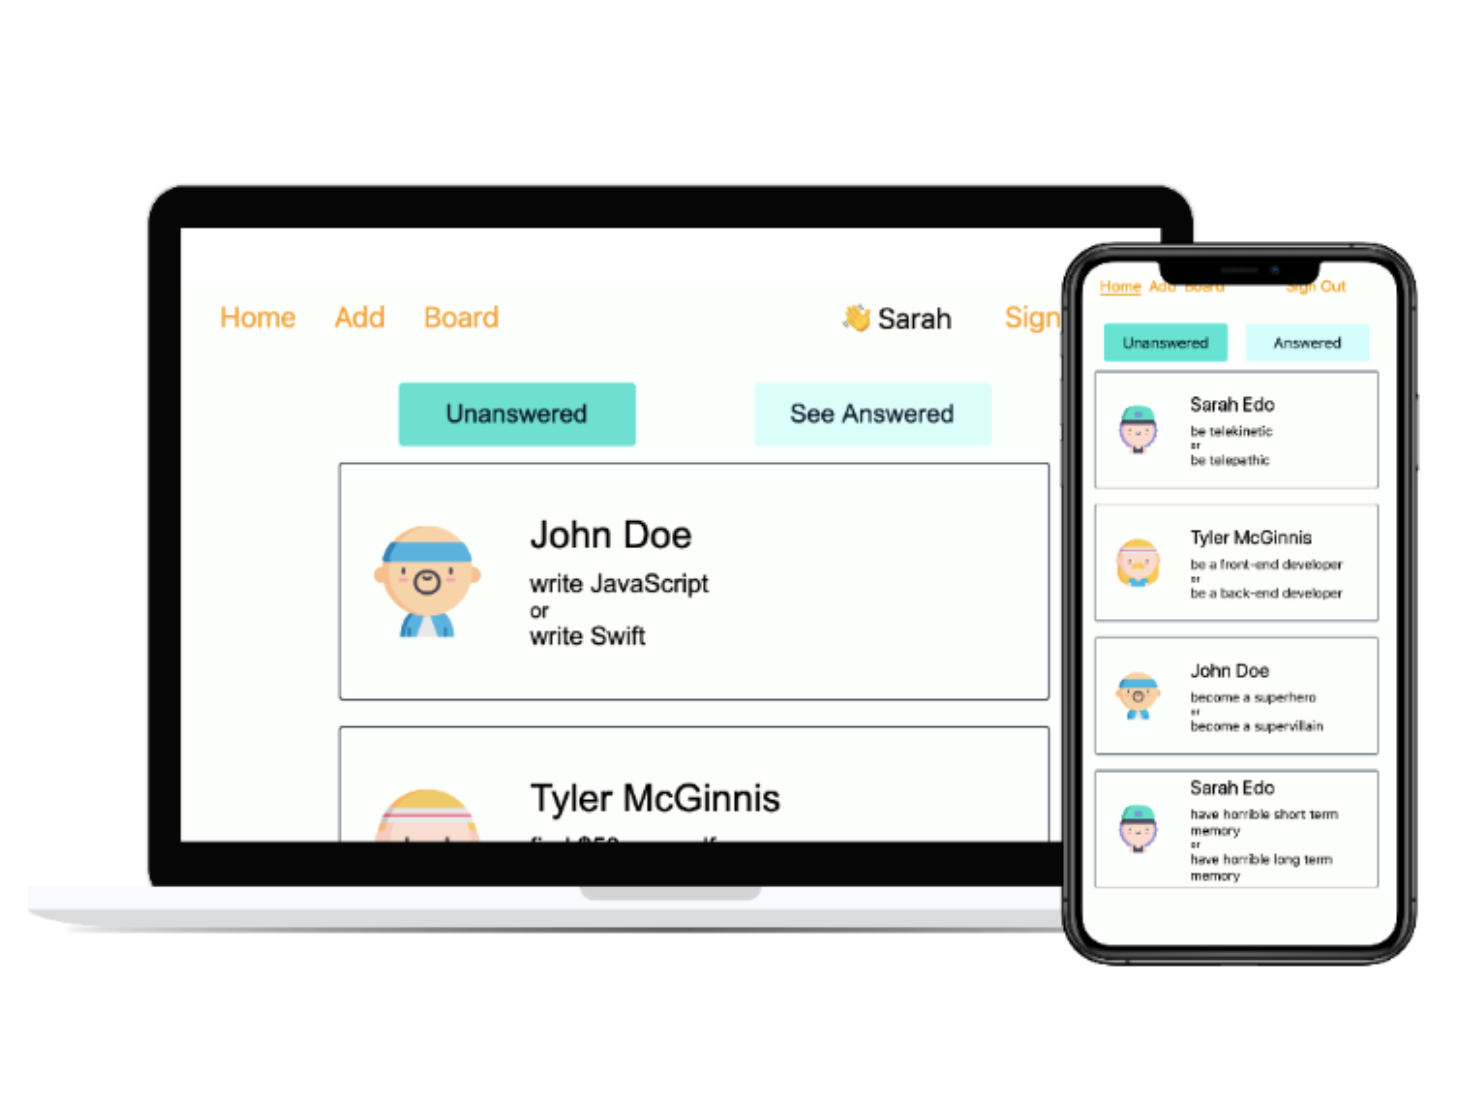 Home Add Board 👋 Sarah Sign
Unanswered See Answered
John Doe
write JavaScript
or
write Swift
Tyler McGinnis
Home Add Board Sign Out
Unanswered Answered
Sarah Edo
be telekinetic
or
be telepathic
Tyler McGinnis
be a front-end developer
or
be a back-end developer
John Doe
become a superhero
or
become a supervillain
Sarah Edo
have horrible short term
memory
or
have horrible long term
memory